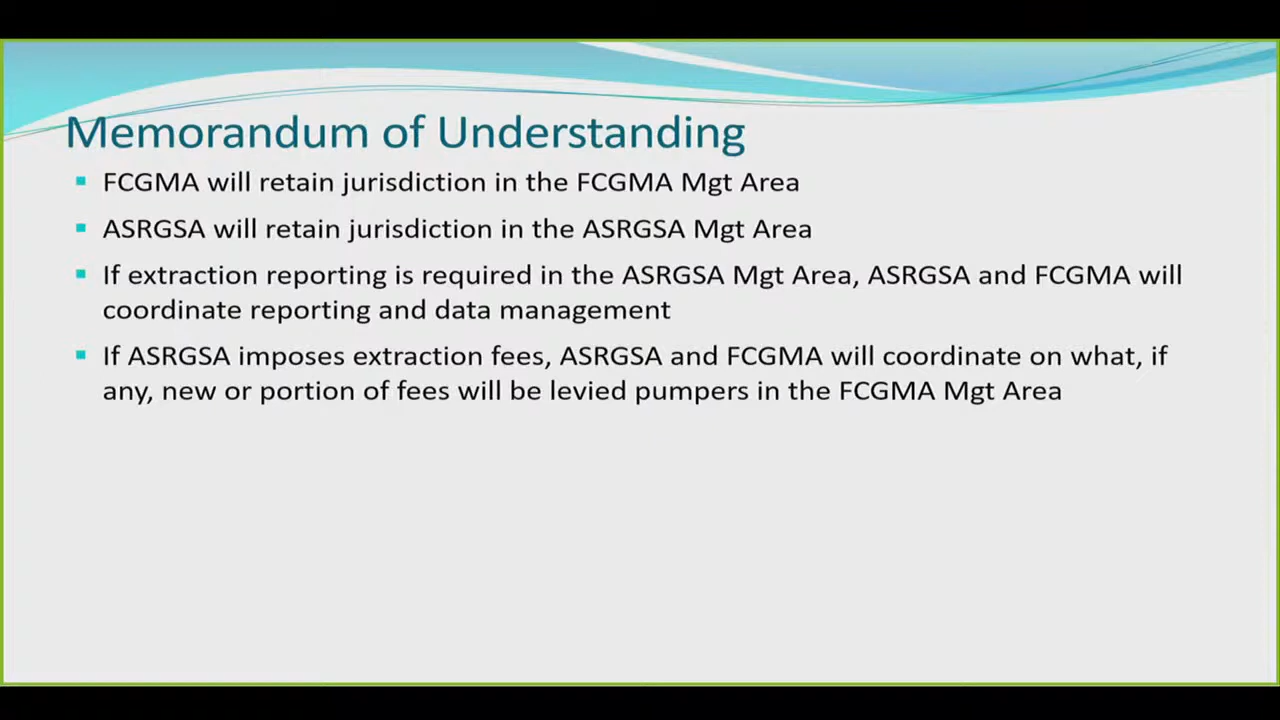 Memorandum of Understanding
FCGMA will retain jurisdiction in the FCGMA Mgt Area
ASRGSA will retain jurisdiction in the ASRGSA Mgt Area
If extraction reporting is required in the ASRGSA Mgt Area, ASRGSA and FCGMA will
coordinate reporting and data management
If ASRGSA imposes extraction fees, ASRGSA and FCGMA will coordinate on what, if
any, new or portion of fees will be levied pumpers in the FCGMA Mgt Area